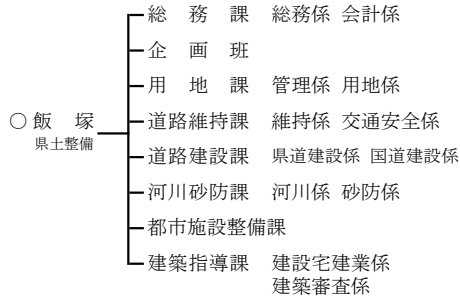 総務課 総務係 会計係
企画班
用地課 管理係 用地係
○飯塚
県土整備
道路維持課 維持係 交通安全係
道路建設課 県道建設係 国道建設係
河川砂防課 河川係 砂防係
都市施設整備課
建築指導課 建設宅建業係
建築審査係